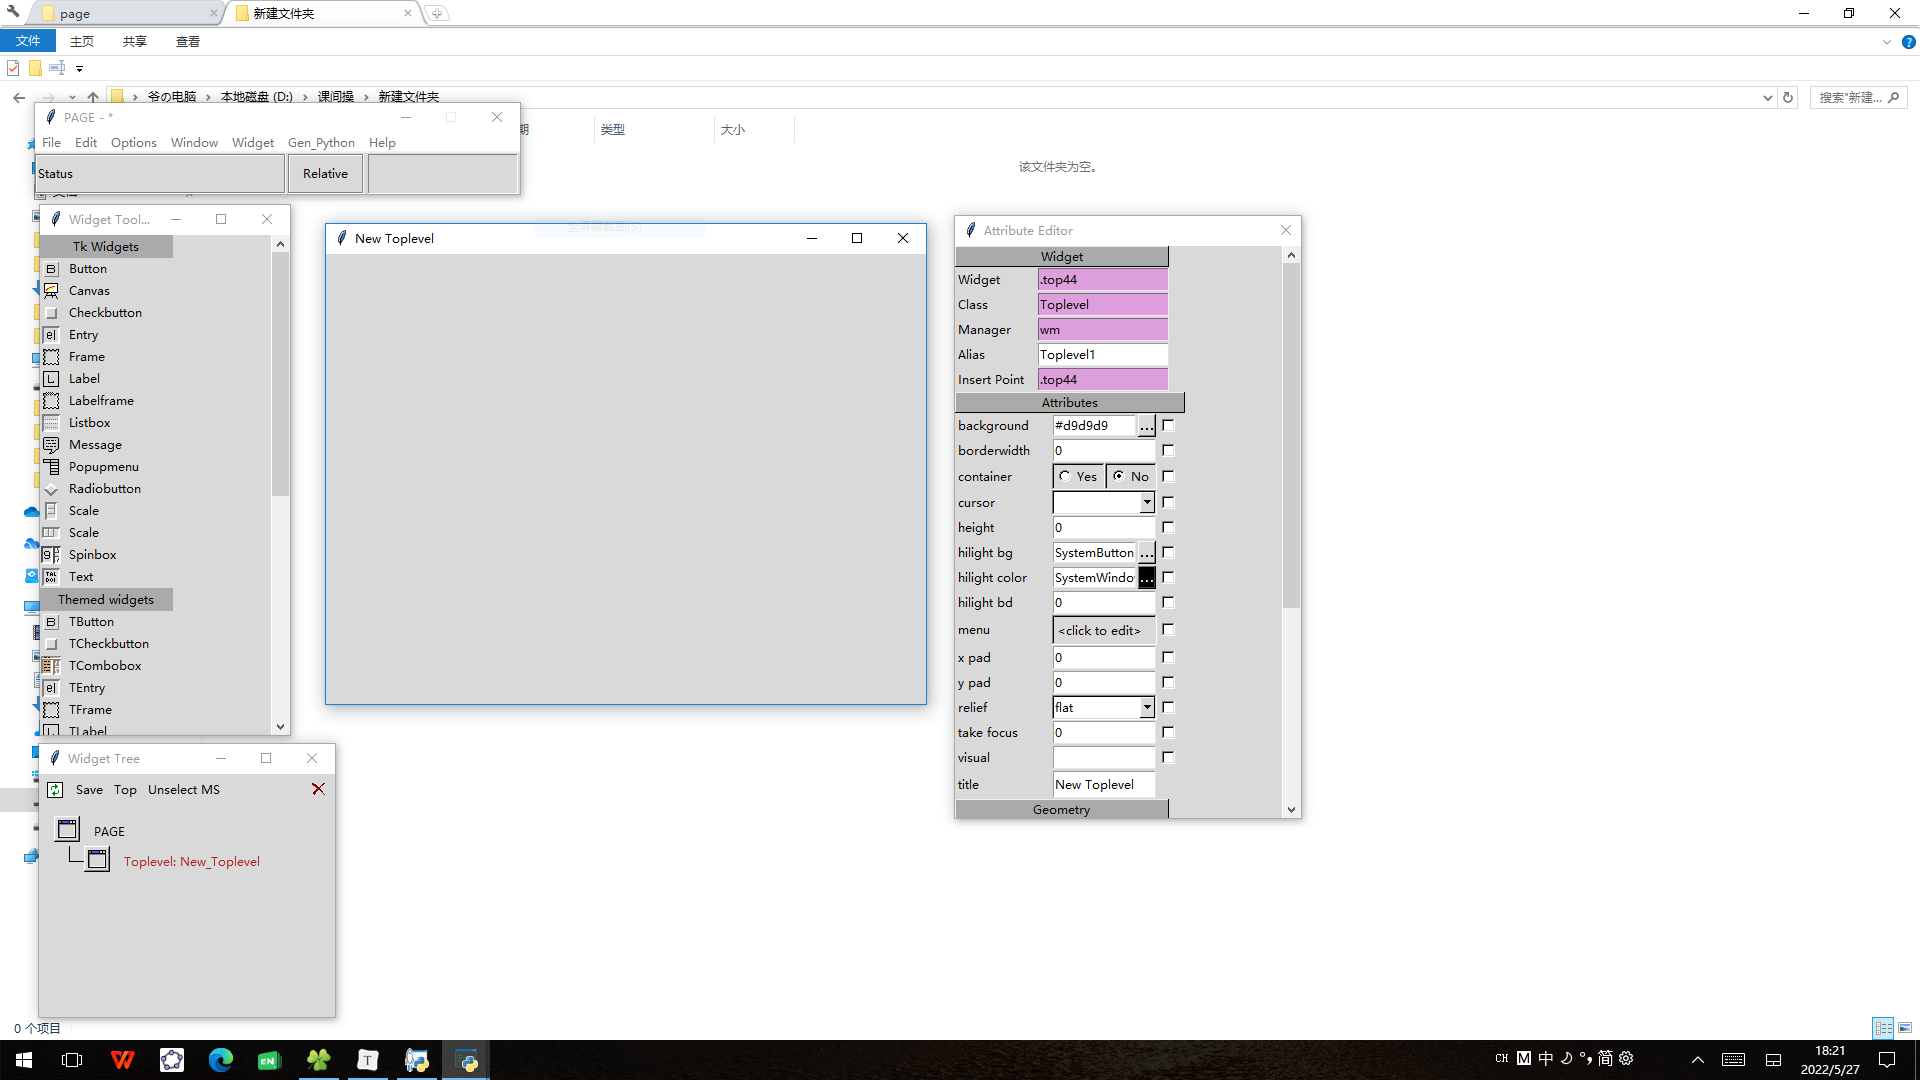 page
新建文件夹
文件 主页 共享 查看
爷の电脑 本地磁盘 (D:) 课间操 新建文件夹
搜索"新建...
PAGE - *
期 类型 大小
File Edit Options Window Widget Gen_Python Help
该文件夹为空。
Status Relative
Widget Tool...
Tk Widgets
Button
Canvas
Checkbutton
Entry
Frame
Label
Labelframe
Listbox
Message
Popupmenu
Radiobutton
Scale
Scale
Spinbox
Text
Themed widgets
TButton
TCheckbutton
TCombobox
TEntry
TFrame
TLabel
全屏幕截图(S)
New Toplevel
Attribute Editor
Widget
Widget .top44
Class Toplevel
Manager wm
Alias Toplevel1
Insert Point .top44
Attributes
background #d9d9d9 ...
borderwidth 0
container Yes No
cursor
height 0
hilight bg SystemButton ...
hilight color SystemWindo ...
hilight bd 0
menu <click to edit>
x pad 0
y pad 0
relief flat
take focus 0
visual
title New Toplevel
Geometry
Widget Tree
Save Top Unselect MS
PAGE
Toplevel: New_Toplevel
0 个项目
EN
T
CH M 中 简
18:21
2022/5/27